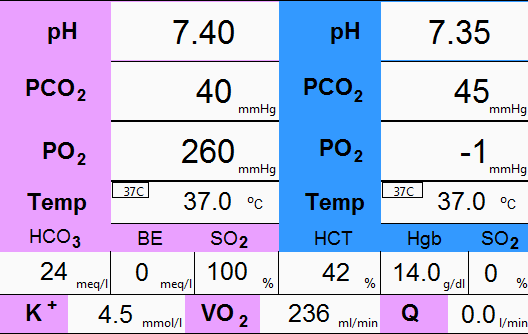 pH 7.40 pH 7.35
PCO2 40 mmHg PCO2 45 mmHg
PO2 260 mmHg PO2 -1 mmHg
Temp 37C 37.0 ºC Temp 37C 37.0 ºC
HCO3 BE SO2 HCT Hgb SO2
24 meq/l 0 meq/l 100 % 42 % 14.0 g/dl 0 %
K+ 4.5 mmol/l VO2 236 ml/min Q 0.0 l/min